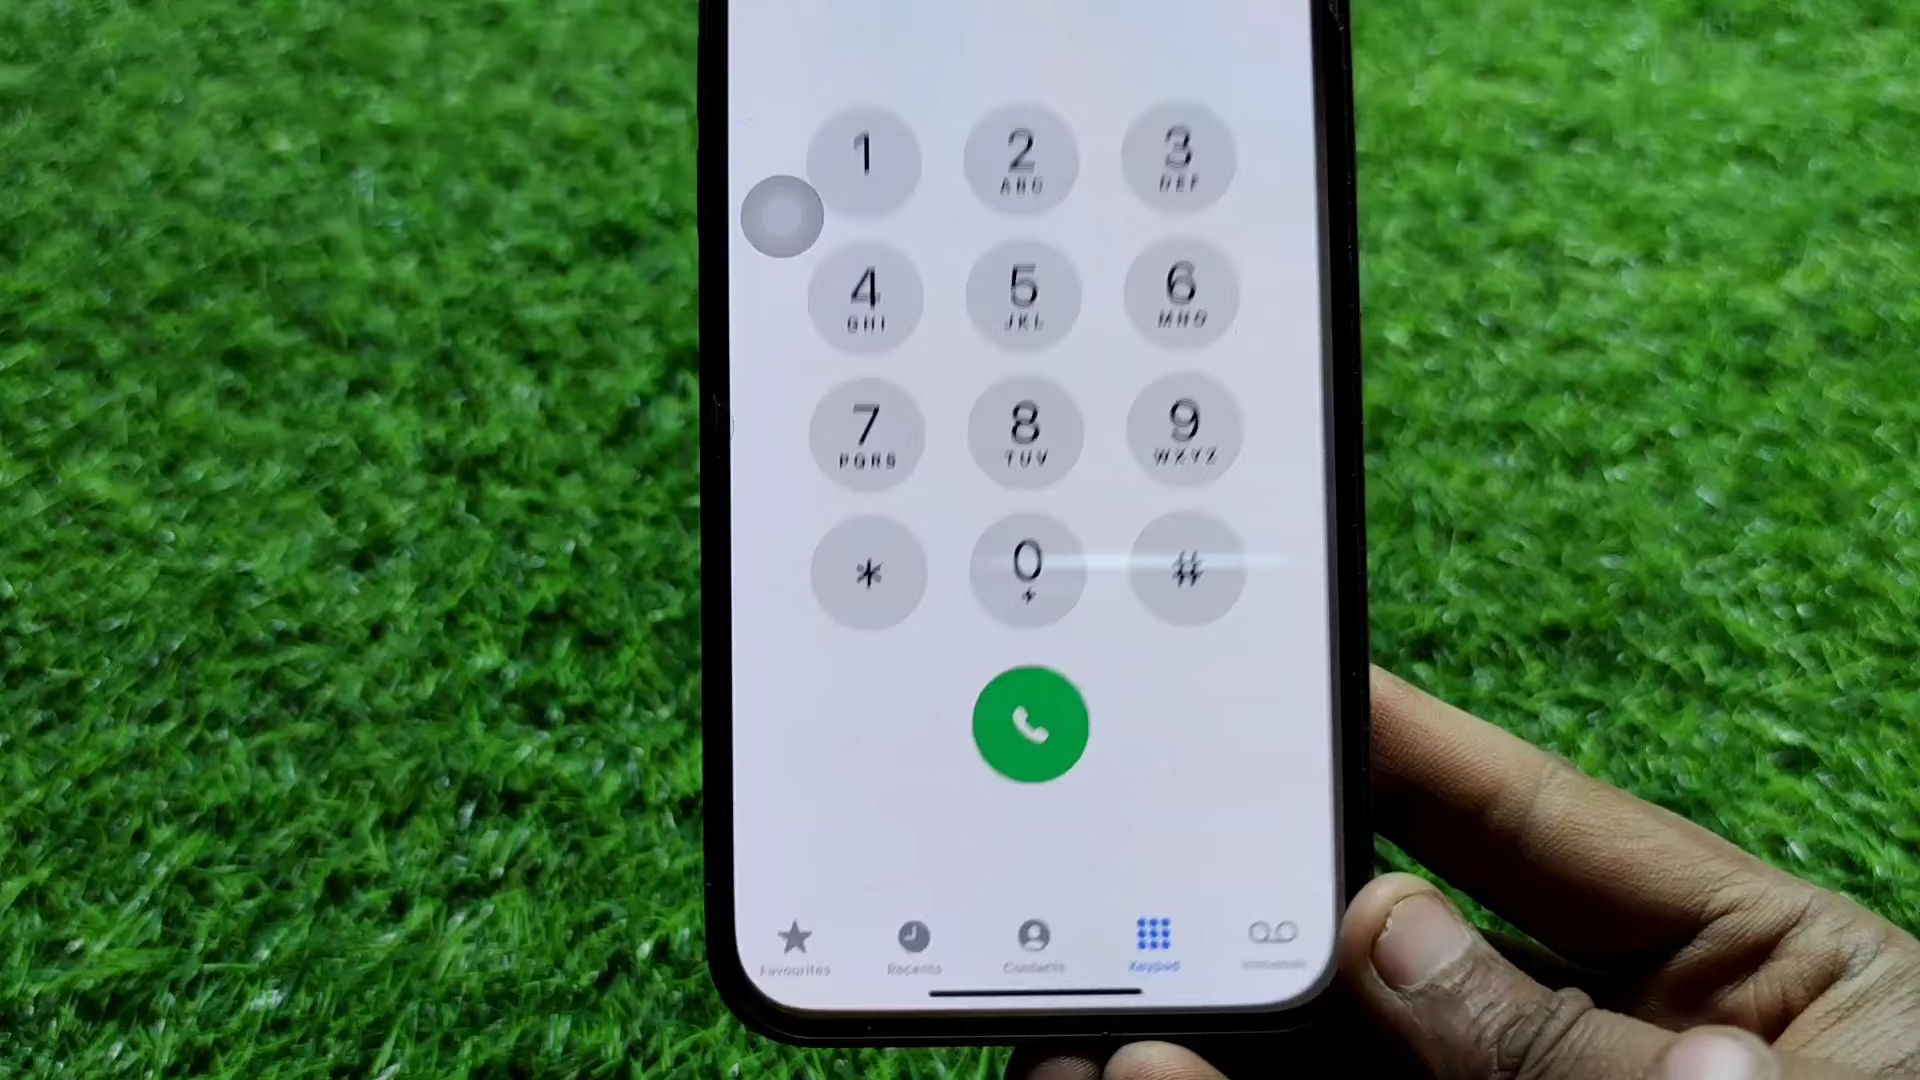 1 2 3
ABC DEF
4 5 6
GHI JKL MNO
7 8 9
PQRS TUV WXYZ
* 0 #
+
Favourites Recents Contacts Keypad